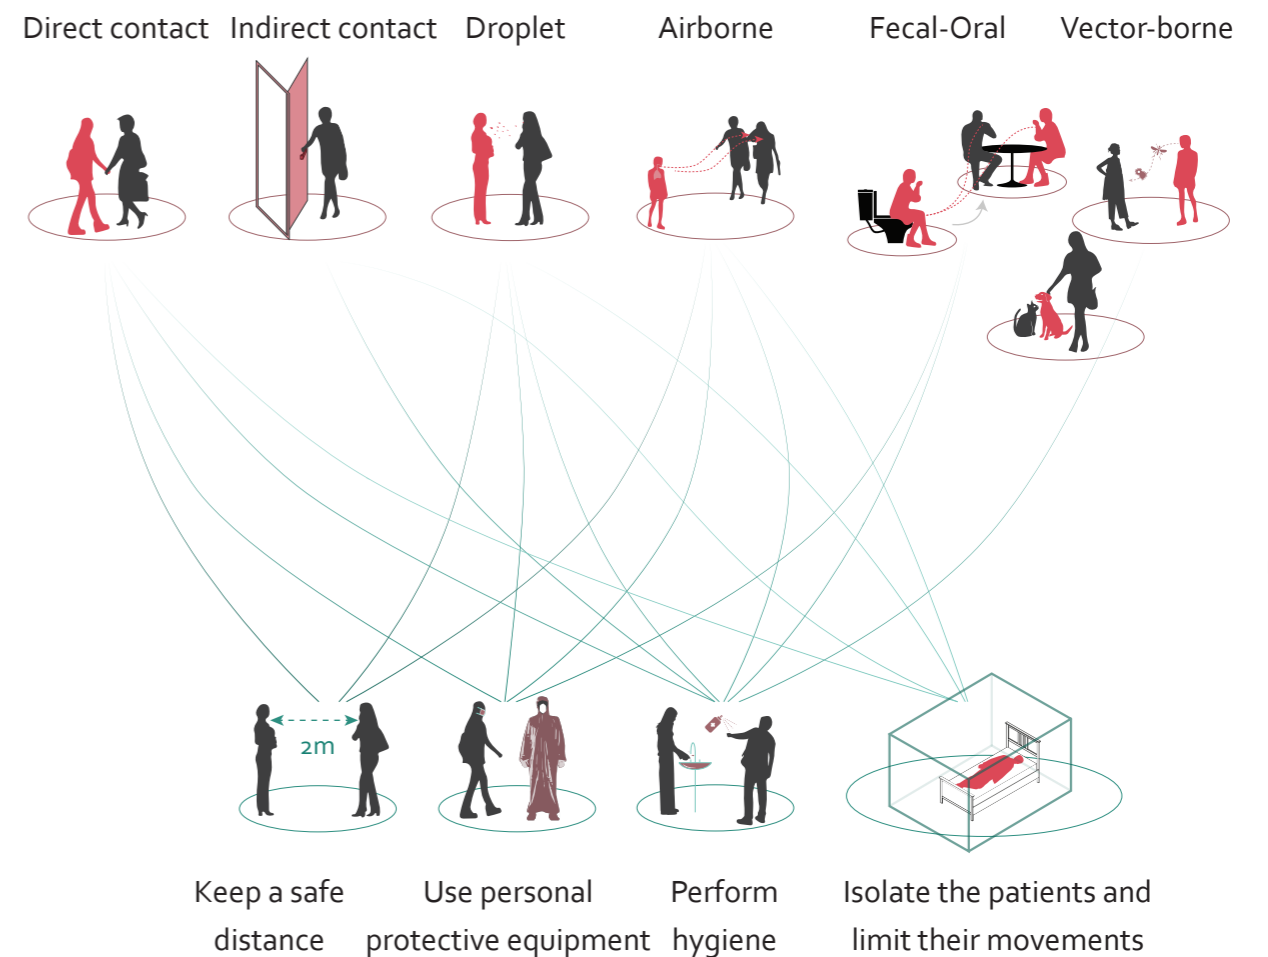 Direct contact
Indirect contact
Droplet
Airborne
Fecal-Oral
Vector-borne
2m
Keep a safe
distance
Use personal
protective equipment
Perform
hygiene
Isolate the patients and
limit their movements